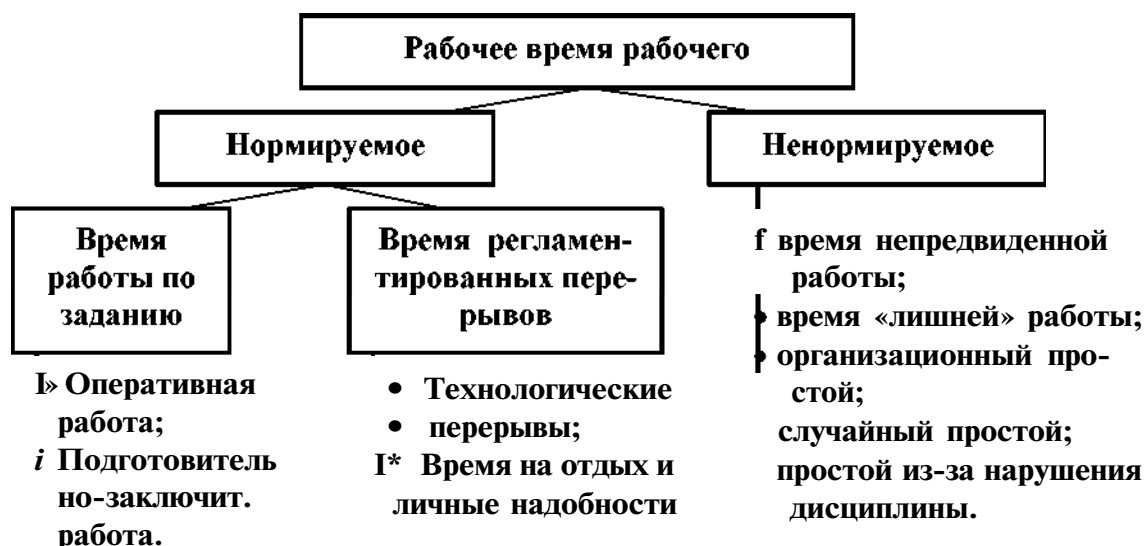 Рабочее время рабочего
Нормируемое
Ненормируемое
Время
работы по
заданию
Время регламен-
тированных пере-
рывов
f время непредвиденной
работы;
• время «лишней» работы;
• организационный про-
стой;
случайный простой;
простой из-за нарушения
дисциплины.
I» Оперативная
работа;
i Подготовитель
но-заключит.
работа.
• Технологические
• перерывы;
I* Время на отдых и
личные надобности